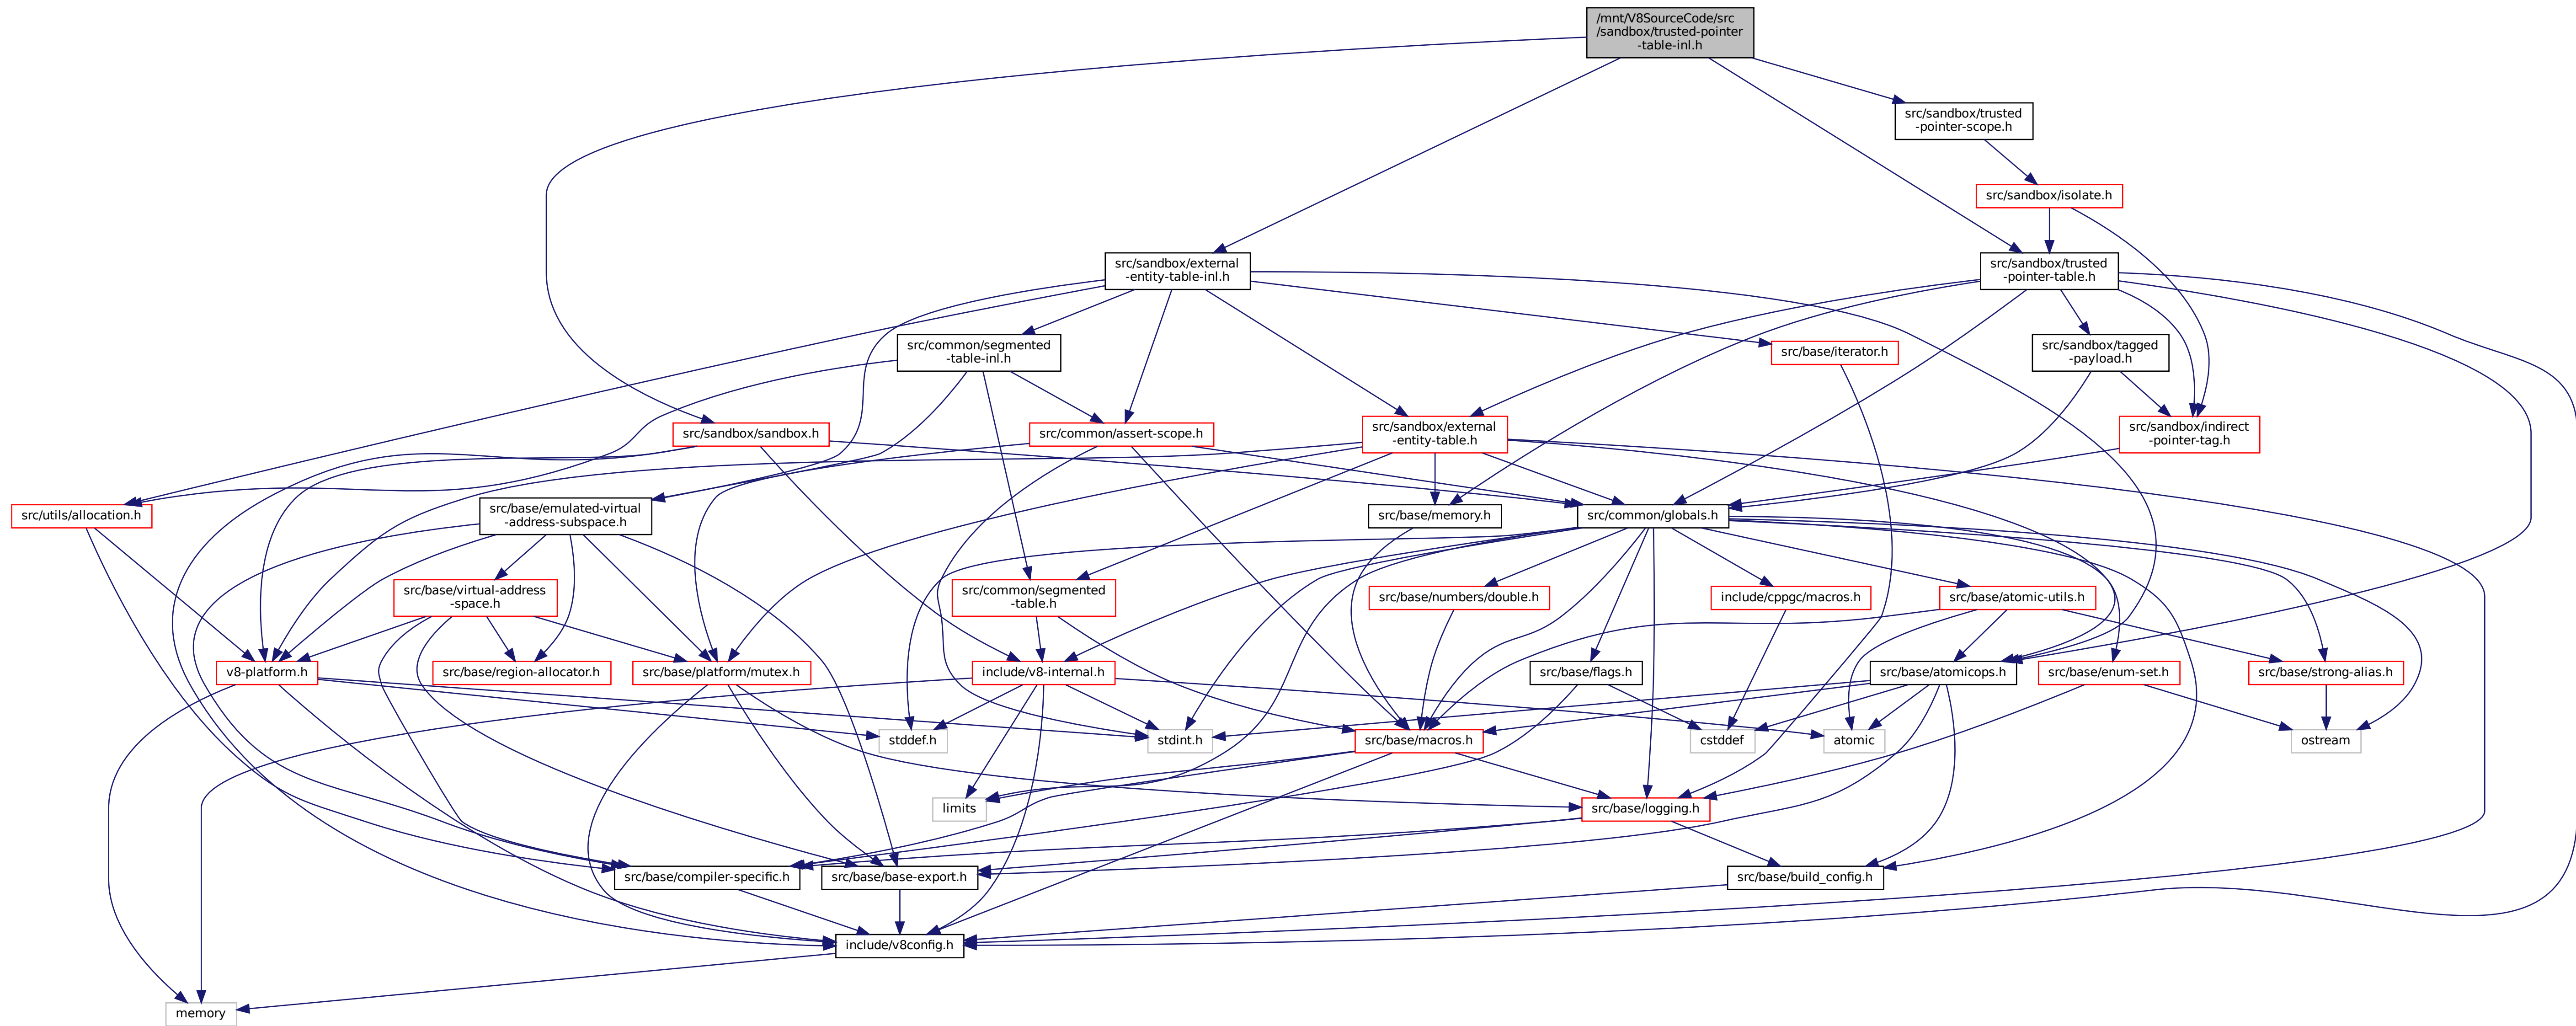 /mnt/V8SourceCode/src
/sandbox/trusted-pointer
-table-inl.h
src/sandbox/trusted
-pointer-scope.h
src/sandbox/isolate.h
src/sandbox/external
-entity-table-inl.h
src/sandbox/trusted
-pointer-table.h
src/common/segmented
-table-inl.h
src/base/iterator.h
src/sandbox/tagged
-payload.h
src/sandbox/sandbox.h
src/common/assert-scope.h
src/sandbox/external
-entity-table.h
src/sandbox/indirect
-pointer-tag.h
src/utils/allocation.h
src/base/emulated-virtual
-address-subspace.h
src/base/memory.h
src/common/globals.h
src/base/virtual-address
-space.h
src/common/segmented
-table.h
src/base/numbers/double.h
include/cppgc/macros.h
src/base/atomic-utils.h
v8-platform.h
src/base/region-allocator.h
src/base/platform/mutex.h
include/v8-internal.h
src/base/flags.h
src/base/atomicops.h
src/base/enum-set.h
src/base/strong-alias.h
stddef.h
stdint.h
src/base/macros.h
cstddef
atomic
ostream
limits
src/base/logging.h
src/base/compiler-specific.h
src/base/base-export.h
src/base/build_config.h
include/v8config.h
memory